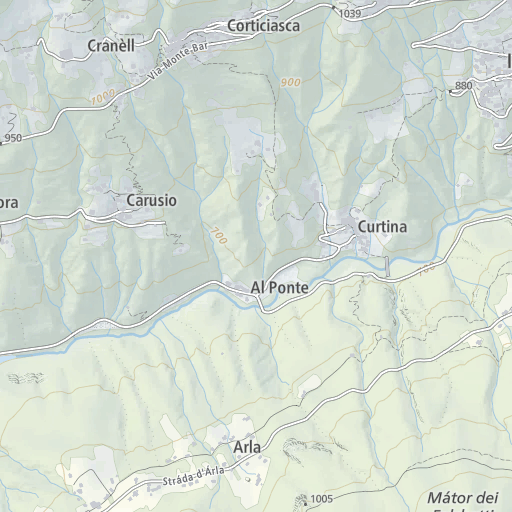 1039
Corticiasca
Cranèll
Via Monte Bar
900
880
1000
950
Carusio
700
Curtina
Al Ponte
Arla
Stráda d'Árla
1005
Mátor dei